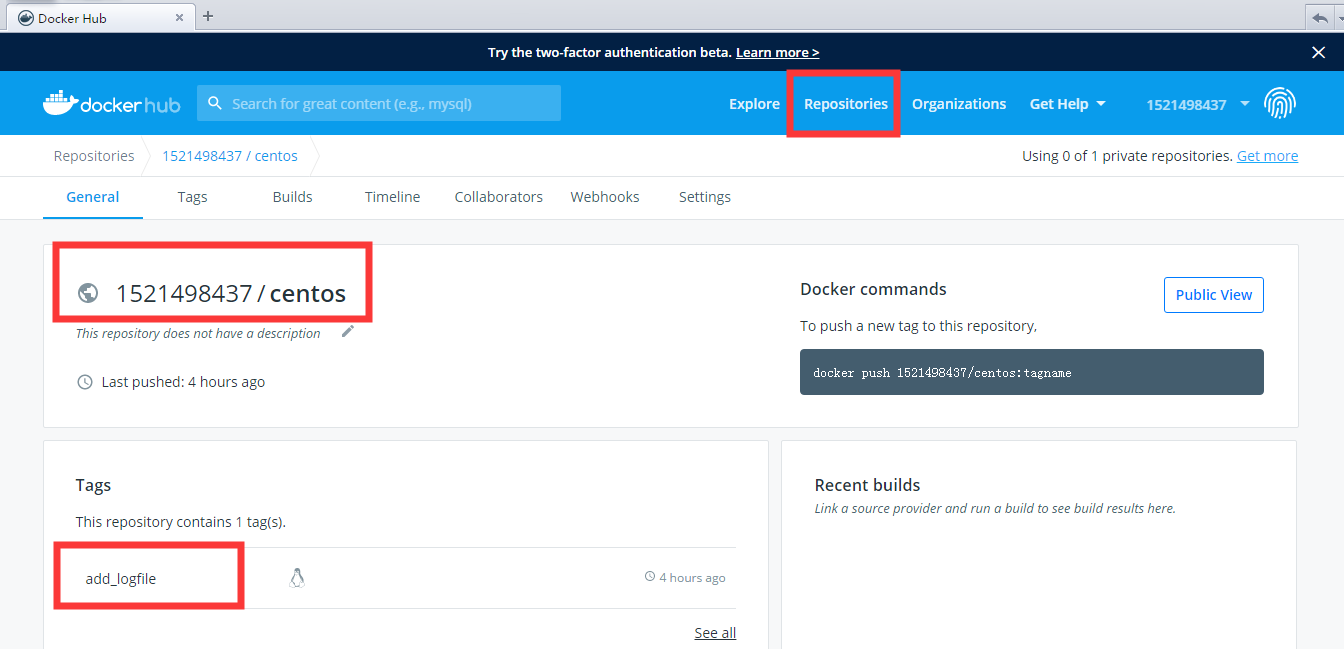 Docker Hub
Try the two-factor authentication beta. Learn more >
docker hub
Search for great content (e.g., mysql)
Explore
Repositories
Organizations
Get Help
1521498437
Repositories
1521498437 / centos
Using 0 of 1 private repositories. Get more
General
Tags
Builds
Timeline
Collaborators
Webhooks
Settings
1521498437 / centos
This repository does not have a description
Last pushed: 4 hours ago
Docker commands
Public View
To push a new tag to this repository,
docker push 1521498437/centos:tagname
Tags
This repository contains 1 tag(s).
add_logfile
4 hours ago
See all
Recent builds
Link a source provider and run a build to see build results here.